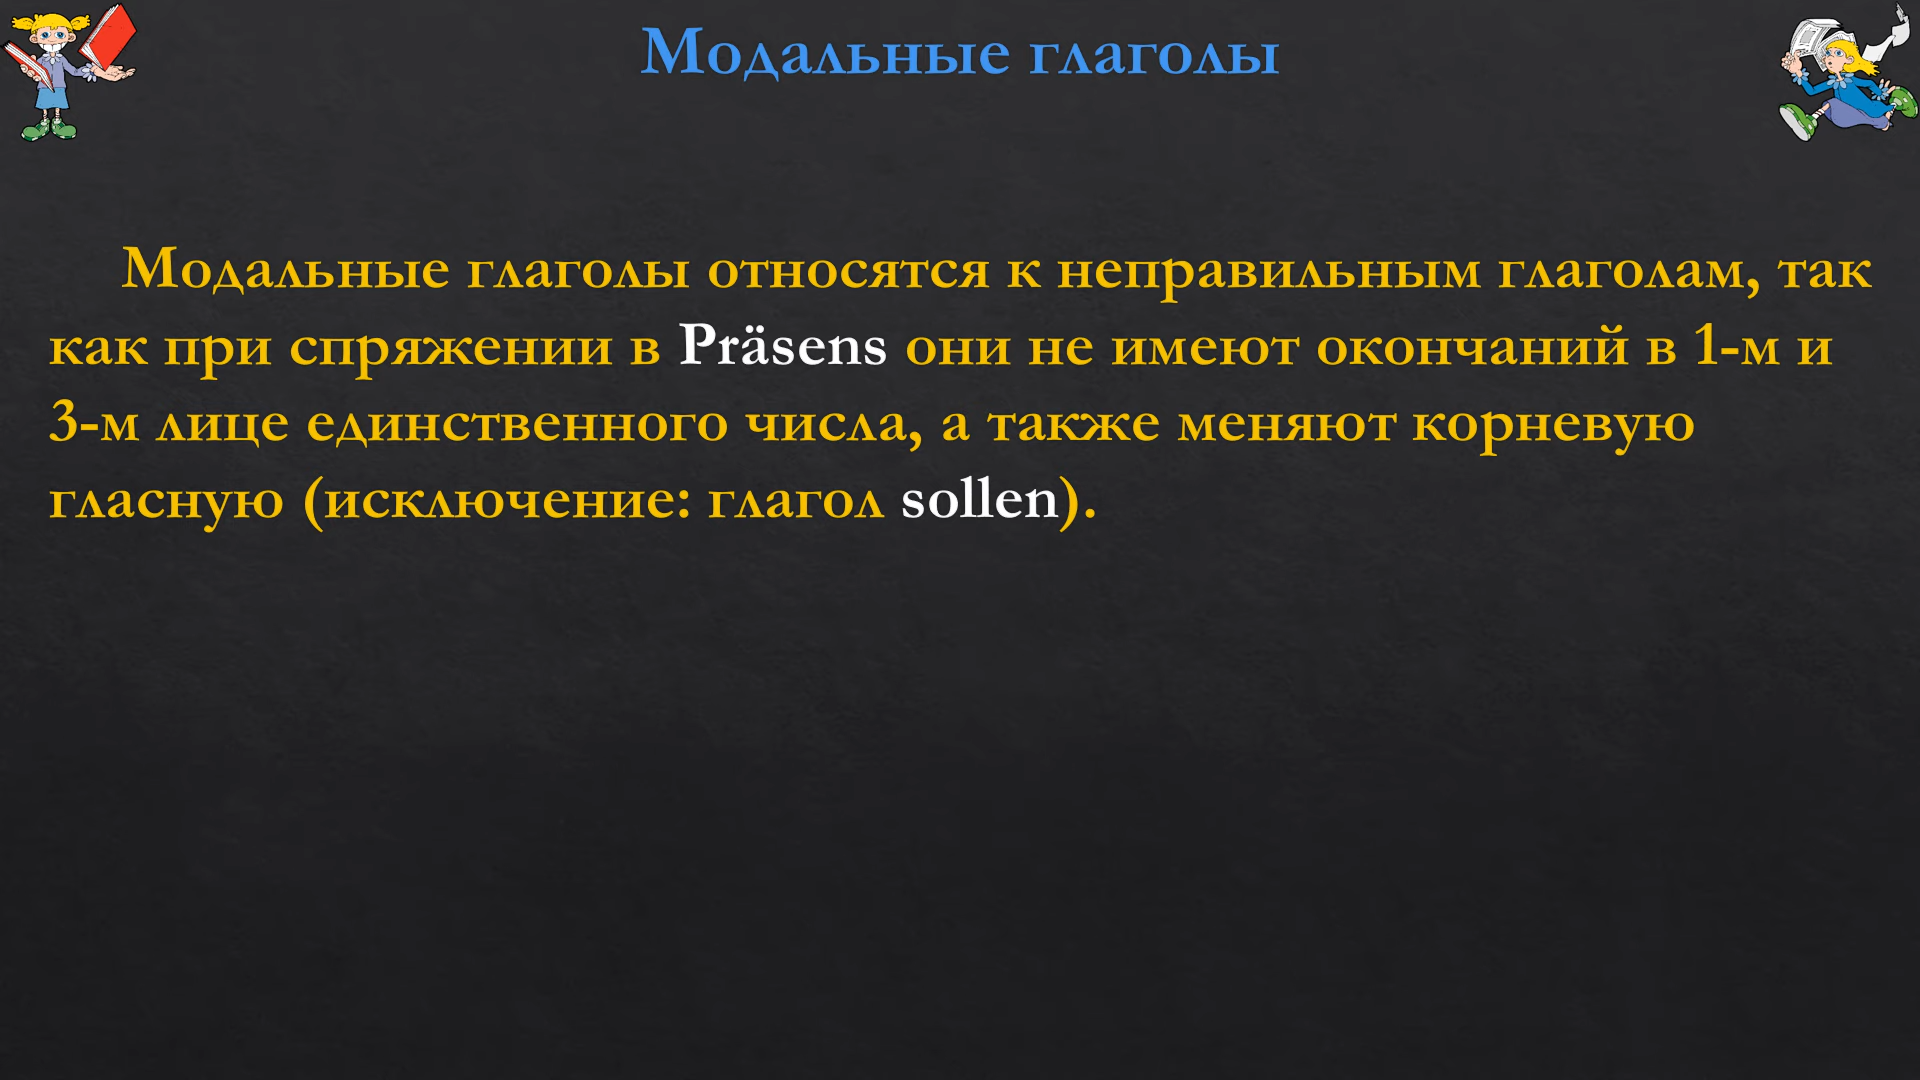 Модальные глаголы
Модальные глаголы относятся к неправильным глаголам, так
как при спряжении в Präsens они не имеют окончаний в 1-м и
3-м лице единственного числа, а также меняют корневую
гласную (исключение: глагол sollen).